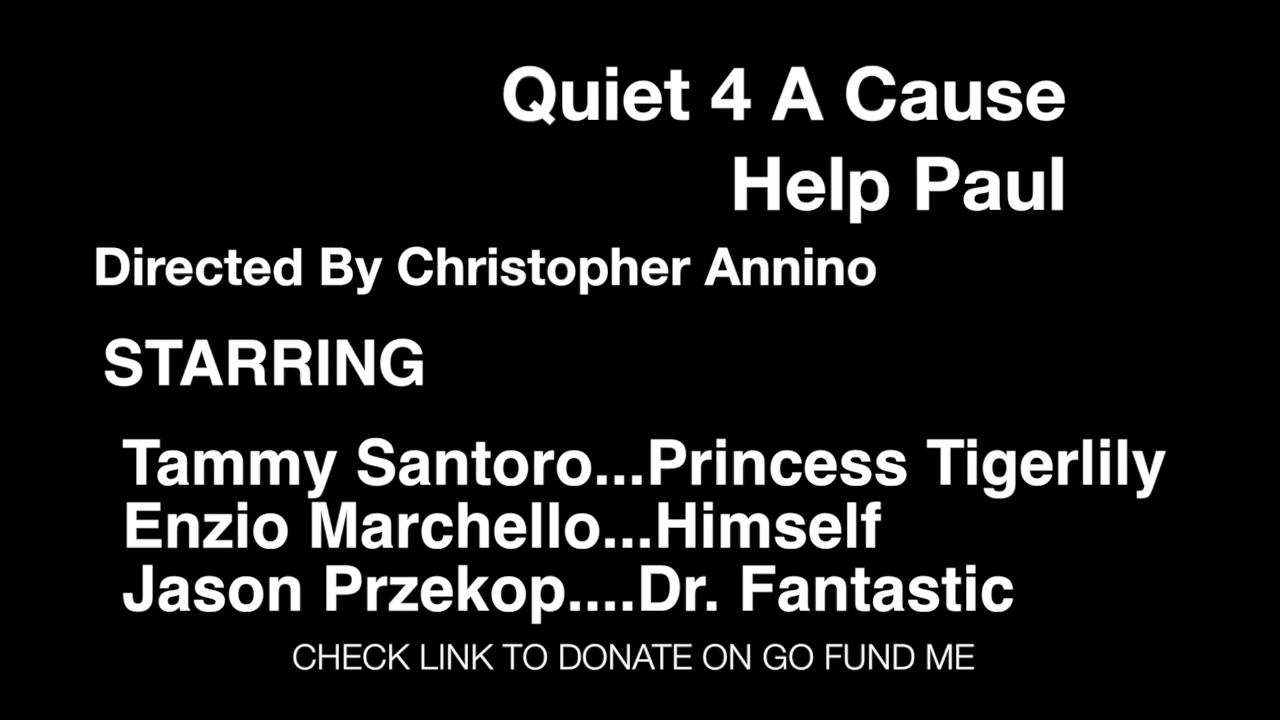 Quiet 4 A Cause
Help Paul
Directed By Christopher Annino
STARRING
Tammy Santoro...Princess Tigerlily
Enzio Marchello...Himself
Jason Przekop....Dr. Fantastic
CHECK LINK TO DONATE ON GO FUND ME